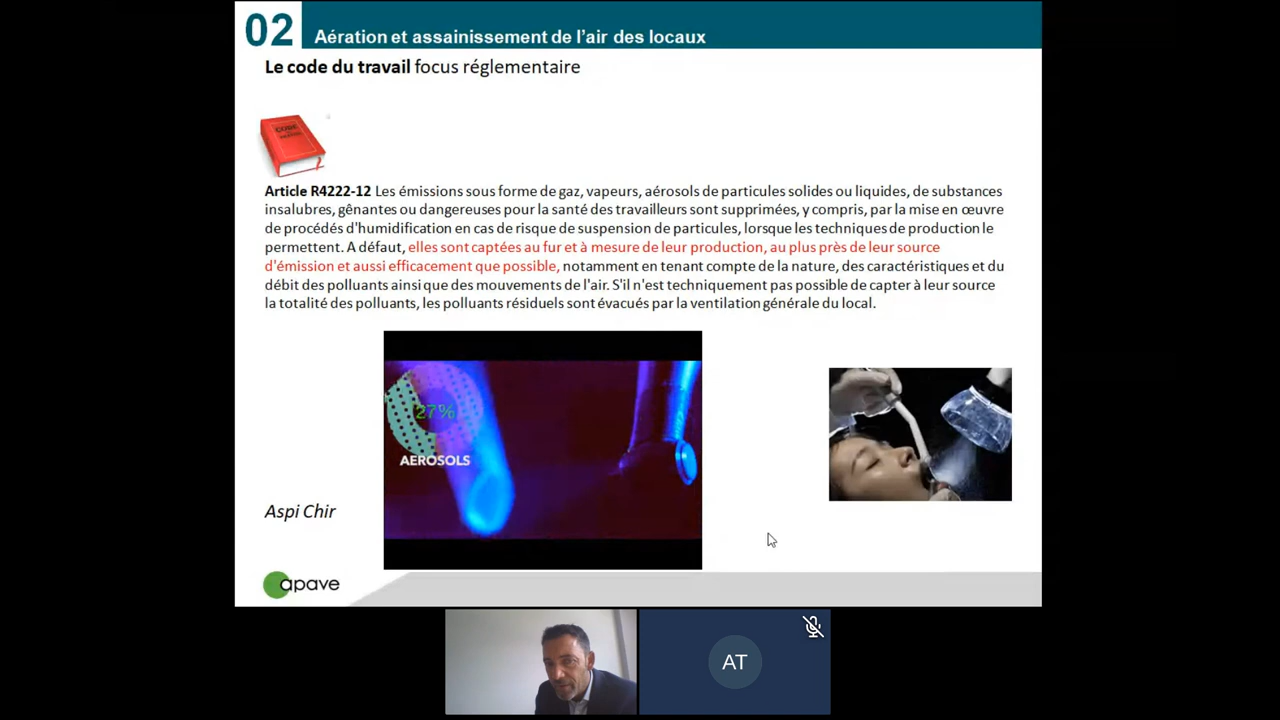 02
Aération et assainissement de l'air des locaux
Le code du travail focus réglementaire
CODE
Article R4222-12 Les émissions sous forme de gaz, vapeurs, aérosols de particules solides ou liquides, de substances
insalubres, gênantes ou dangereuses pour la santé des travailleurs sont supprimées, y compris, par la mise en œuvre
de procédés d'humidification en cas de risque de suspension de particules, lorsque les techniques de production le
permettent. A défaut, elles sont captées au fur et à mesure de leur production, au plus près de leur source
d'émission et aussi efficacement que possible, notamment en tenant compte de la nature, des caractéristiques et du
débit des polluants ainsi que des mouvements de l'air. S'il n'est techniquement pas possible de capter à leur source
la totalité des polluants, les polluants résiduels sont évacués par la ventilation générale du local.
27%
AEROSOLS
Aspi Chir
apave
AT